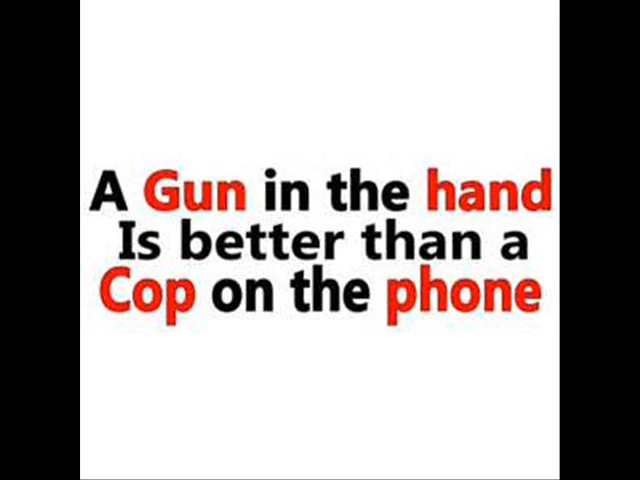 A Gun in the hand
Is better than a
Cop on the phone